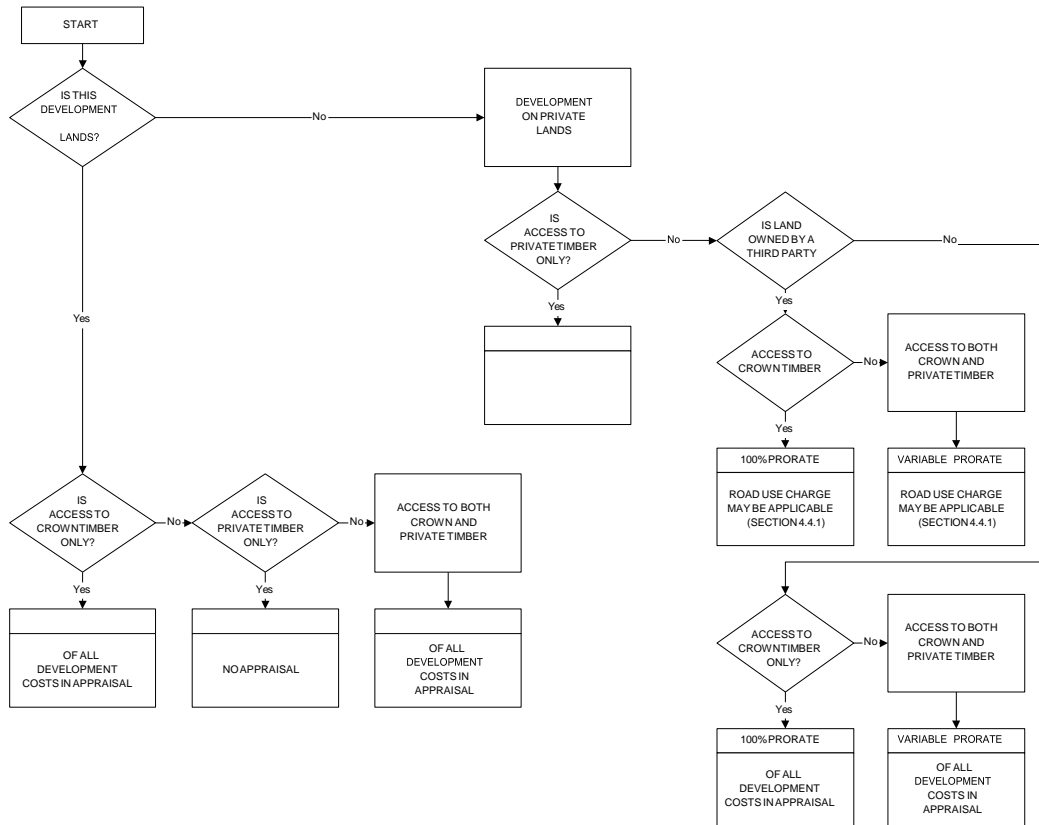 START
IS THIS
DEVELOPMENT
LANDS?
No
DEVELOPMENT
ON PRIVATE
LANDS
IS
ACCESS TO
PRIVATE TIMBER
ONLY?
No
IS LAND
OWNED BY A
THIRD PARTY
No
Yes
Yes
Yes
ACCESS TO
CROWN TIMBER
No
ACCESS TO BOTH
CROWN AND
PRIVATE TIMBER
Yes
100% PRORATE
ROAD USE CHARGE
MAY BE APPLICABLE
(SECTION 4.4.1)
VARIABLE PRORATE
ROAD USE CHARGE
MAY BE APPLICABLE
(SECTION 4.4.1)
IS
ACCESS TO
CROWN TIMBER
ONLY?
No
IS
ACCESS TO
PRIVATE TIMBER
ONLY?
No
ACCESS TO BOTH
CROWN AND
PRIVATE TIMBER
Yes
Yes
OF ALL
DEVELOPMENT
COSTS IN APPRAISAL
NO APPRAISAL
OF ALL
DEVELOPMENT
COSTS IN
APPRAISAL
ACCESS TO
CROWN TIMBER
ONLY?
No
ACCESS TO BOTH
CROWN AND
PRIVATE TIMBER
Yes
100% PRORATE
OF ALL
DEVELOPMENT
COSTS IN APPRAISAL
VARIABLE PRORATE
OF ALL
DEVELOPMENT
COSTS IN
APPRAISAL